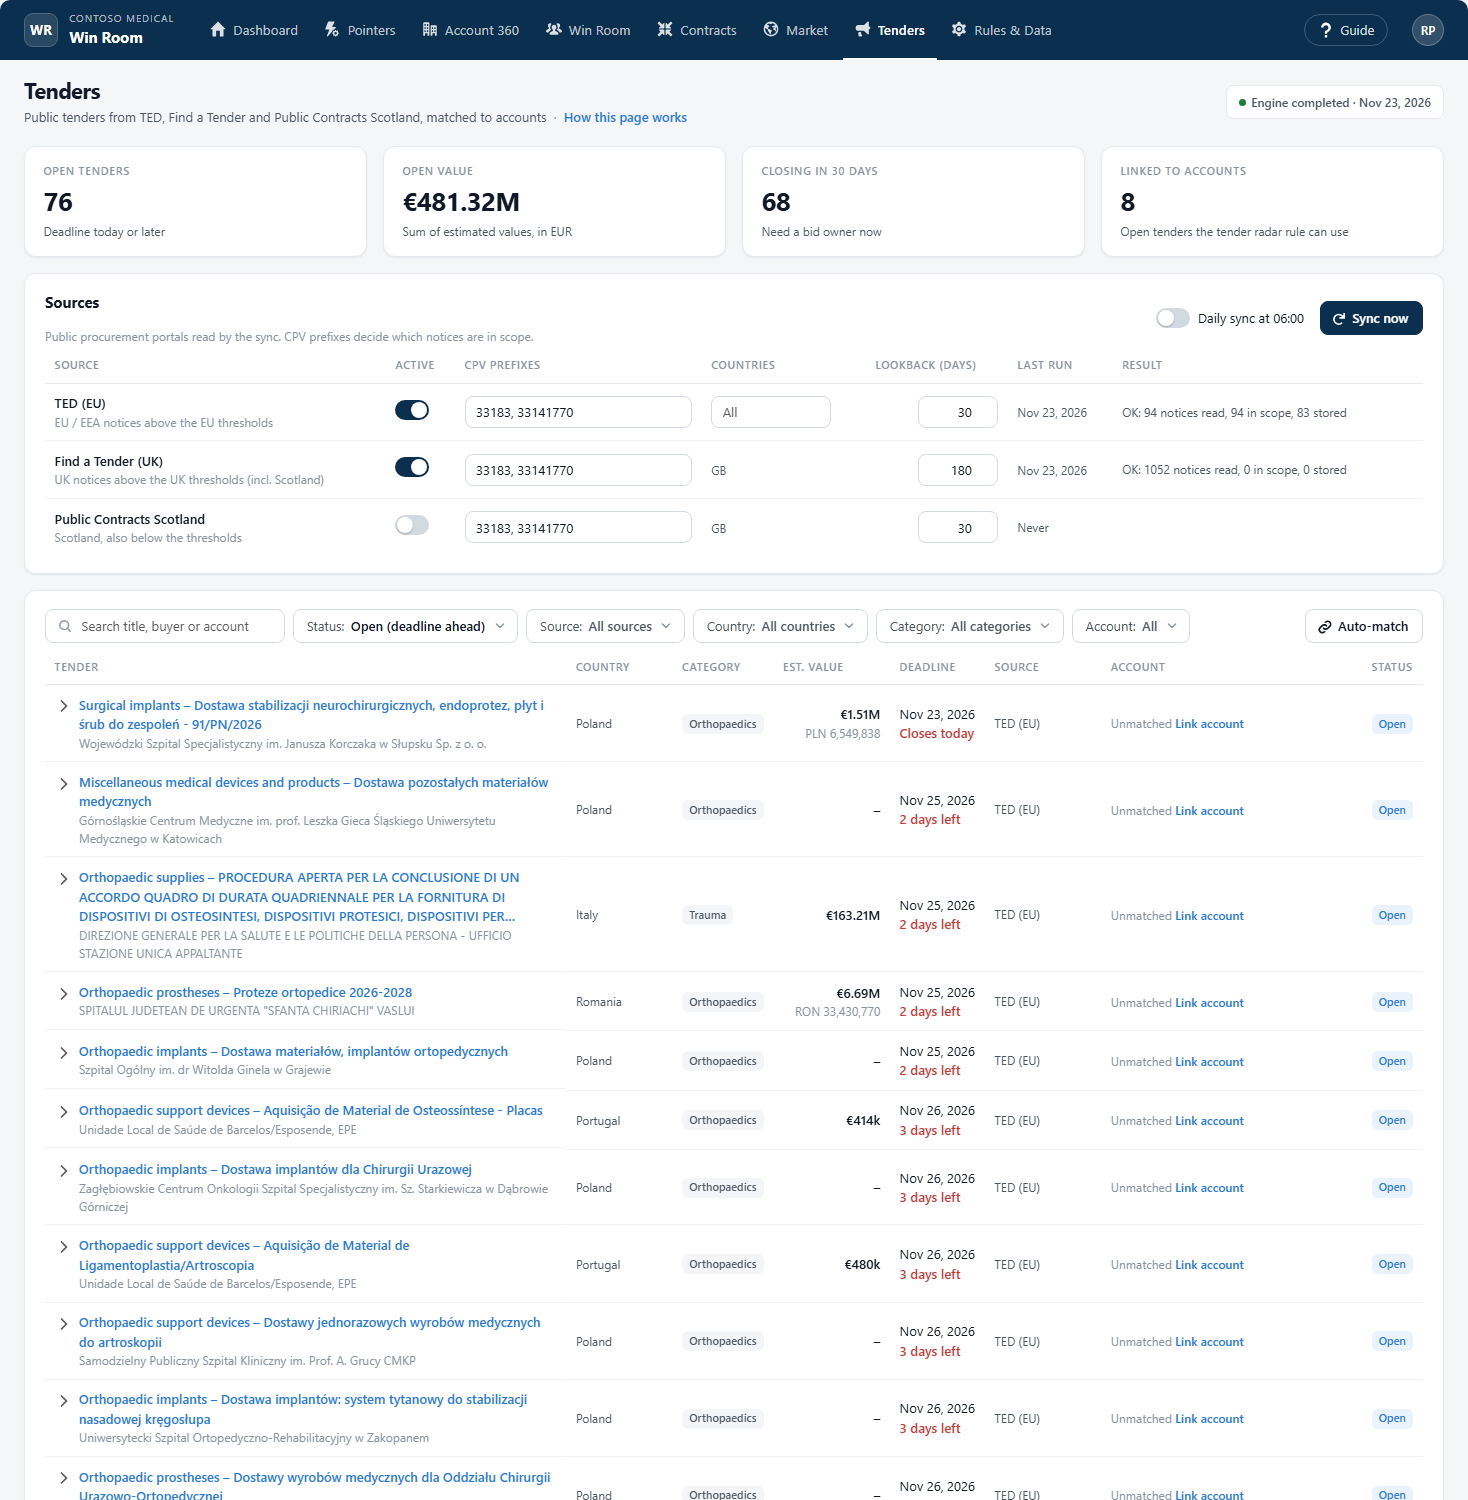 WR
CONTOSO MEDICAL
Win Room
Dashboard
Pointers
Account 360
Win Room
Contracts
Market
Tenders
Rules & Data
? Guide
RP
Tenders
Public tenders from TED, Find a Tender and Public Contracts Scotland, matched to accounts · How this page works
Engine completed · Nov 23, 2026
OPEN TENDERS
76
Deadline today or later
OPEN VALUE
€481.32M
Sum of estimated values, in EUR
CLOSING IN 30 DAYS
68
Need a bid owner now
LINKED TO ACCOUNTS
8
Open tenders the tender radar rule can use
Sources
Public procurement portals read by the sync. CPV prefixes decide which notices are in scope.
Daily sync at 06:00
Sync now
SOURCE ACTIVE CPV PREFIXES COUNTRIES LOOKBACK (DAYS) LAST RUN RESULT
TED (EU)
EU / EEA notices above the EU thresholds
33183, 33141770 All 30 Nov 23, 2026 OK: 94 notices read, 94 in scope, 83 stored
Find a Tender (UK)
UK notices above the UK thresholds (incl. Scotland)
33183, 33141770 GB 180 Nov 23, 2026 OK: 1052 notices read, 0 in scope, 0 stored
Public Contracts Scotland
Scotland, also below the thresholds
33183, 33141770 GB 30 Never
Search title, buyer or account
Status: Open (deadline ahead)
Source: All sources
Country: All countries
Category: All categories
Account: All
Auto-match
TENDER COUNTRY CATEGORY EST. VALUE DEADLINE SOURCE ACCOUNT STATUS
Surgical implants – Dostawa stabilizacji neurochirurgicznych, endoprotez, płyt i
śrub do zespoleń - 91/PN/2026
Wojewódzki Szpital Specjalistyczny im. Janusza Korczaka w Słupsku Sp. z o. o.
Poland Orthopaedics €1.51M
PLN 6,549,838
Nov 23, 2026
Closes today
TED (EU) Unmatched Link account Open
Miscellaneous medical devices and products – Dostawa pozostałych materiałów
medycznych
Górnośląskie Centrum Medyczne im. prof. Leszka Gieca Śląskiego Uniwersytetu
Medycznego w Katowicach
Poland Orthopaedics –
Nov 25, 2026
2 days left
TED (EU) Unmatched Link account Open
Orthopaedic supplies – PROCEDURA APERTA PER LA CONCLUSIONE DI UN
ACCORDO QUADRO DI DURATA QUADRIENNALE PER LA FORNITURA DI
DISPOSITIVI DI OSTEOSINTESI, DISPOSITIVI PROTESICI, DISPOSITIVI PER…
DIREZIONE GENERALE PER LA SALUTE E LE POLITICHE DELLA PERSONA - UFFICIO
STAZIONE UNICA APPALTANTE
Italy Trauma €163.21M
Nov 25, 2026
2 days left
TED (EU) Unmatched Link account Open
Orthopaedic prostheses – Proteze ortopedice 2026-2028
SPITALUL JUDETEAN DE URGENTA "SFANTA CHIRIACHI" VASLUI
Romania Orthopaedics €6.69M
RON 33,430,770
Nov 25, 2026
2 days left
TED (EU) Unmatched Link account Open
Orthopaedic implants – Dostawa materiałów, implantów ortopedycznych
Szpital Ogólny im. dr Witolda Ginela w Grajewie
Poland Orthopaedics –
Nov 25, 2026
2 days left
TED (EU) Unmatched Link account Open
Orthopaedic support devices – Aquisição de Material de Osteossíntese - Placas
Unidade Local de Saúde de Barcelos/Esposende, EPE
Portugal Orthopaedics €414k
Nov 26, 2026
3 days left
TED (EU) Unmatched Link account Open
Orthopaedic implants – Dostawa implantów dla Chirurgii Urazowej
Zagłębiowskie Centrum Onkologii Szpital Specjalistyczny im. Sz. Starkiewicza w Dąbrowie
Górniczej
Poland Orthopaedics –
Nov 26, 2026
3 days left
TED (EU) Unmatched Link account Open
Orthopaedic support devices – Aquisição de Material de
Ligamentoplastia/Artroscopia
Unidade Local de Saúde de Barcelos/Esposende, EPE
Portugal Orthopaedics €480k
Nov 26, 2026
3 days left
TED (EU) Unmatched Link account Open
Orthopaedic support devices – Dostawy jednorazowych wyrobów medycznych
do artroskopii
Samodzielny Publiczny Szpital Kliniczny im. Prof. A. Grucy CMKP
Poland Orthopaedics –
Nov 26, 2026
3 days left
TED (EU) Unmatched Link account Open
Orthopaedic implants – Dostawa implantów: system tytanowy do stabilizacji
nasadowej kręgosłupa
Uniwersytecki Szpital Ortopedyczno-Rehabilitacyjny w Zakopanem
Poland Orthopaedics –
Nov 26, 2026
3 days left
TED (EU) Unmatched Link account Open
Orthopaedic prostheses – Dostawy wyrobów medycznych dla Oddziału Chirurgii
Urazowo-Ortopedycznej
Poland Orthopaedics –
Nov 26, 2026
TED (EU) Unmatched Link account Open